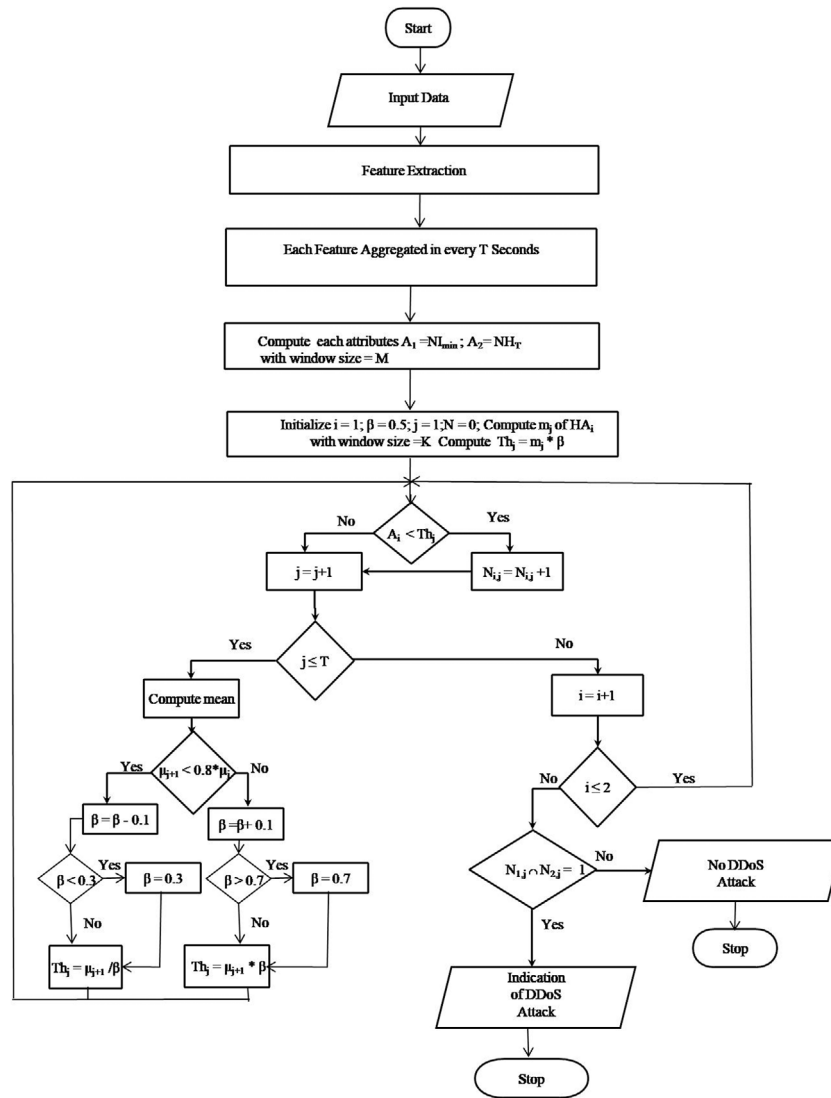 Start
Input Data
Feature Extraction
Each Feature Aggregated in every T Seconds
Compute each attributes A₁ =NI_min ; A₂= NH_T
with window size = M
Initialize i = 1; β = 0.5; j = 1;N = 0; Compute m_j of HA_i
with window size =K Compute Th_j = m_j * β
No
A_i < Th_j
Yes
j = j+1
N_i,j = N_i,j +1
Yes
j ≤ T
No
Compute mean
i = i+1
Yes
μ_j+1 < 0.8*μ_j
No
No
i ≤ 2
Yes
β = β - 0.1
β =β+ 0.1
β < 0.3
Yes
β = 0.3
β > 0.7
Yes
β = 0.7
N_1,j ∩ N_2,j = 1
No
No DDoS
Attack
No
No
Yes
Stop
Th_j = μ_j+1 /β
Th_j = μ_j+1 * β
Indication
of DDoS
Attack
Stop